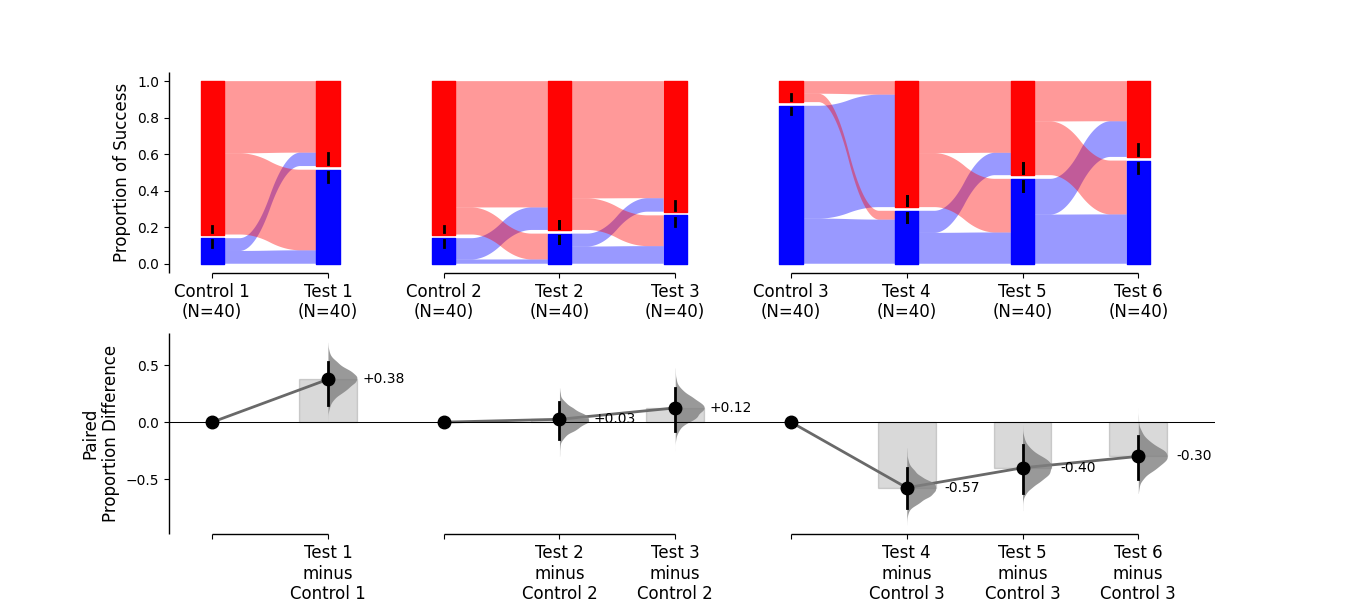 Proportion of Success
1.0
0.8
0.6
0.4
0.2
0.0
Control 1 Test 1 Control 2 Test 2 Test 3 Control 3 Test 4 Test 5 Test 6
(N=40) (N=40) (N=40) (N=40) (N=40) (N=40) (N=40) (N=40) (N=40)
Paired
Proportion Difference
0.5
0.0
−0.5
+0.38
+0.03
+0.12
-0.57
-0.40
-0.30
Test 1 Test 2 Test 3 Test 4 Test 5 Test 6
minus minus minus minus minus minus
Control 1 Control 2 Control 2 Control 3 Control 3 Control 3